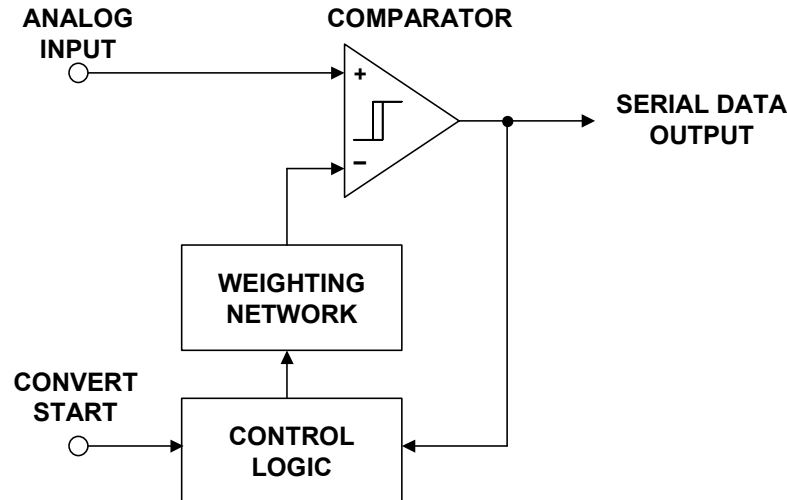 ANALOG
INPUT
COMPARATOR
+
−
SERIAL DATA
OUTPUT
WEIGHTING
NETWORK
CONVERT
START
CONTROL
LOGIC